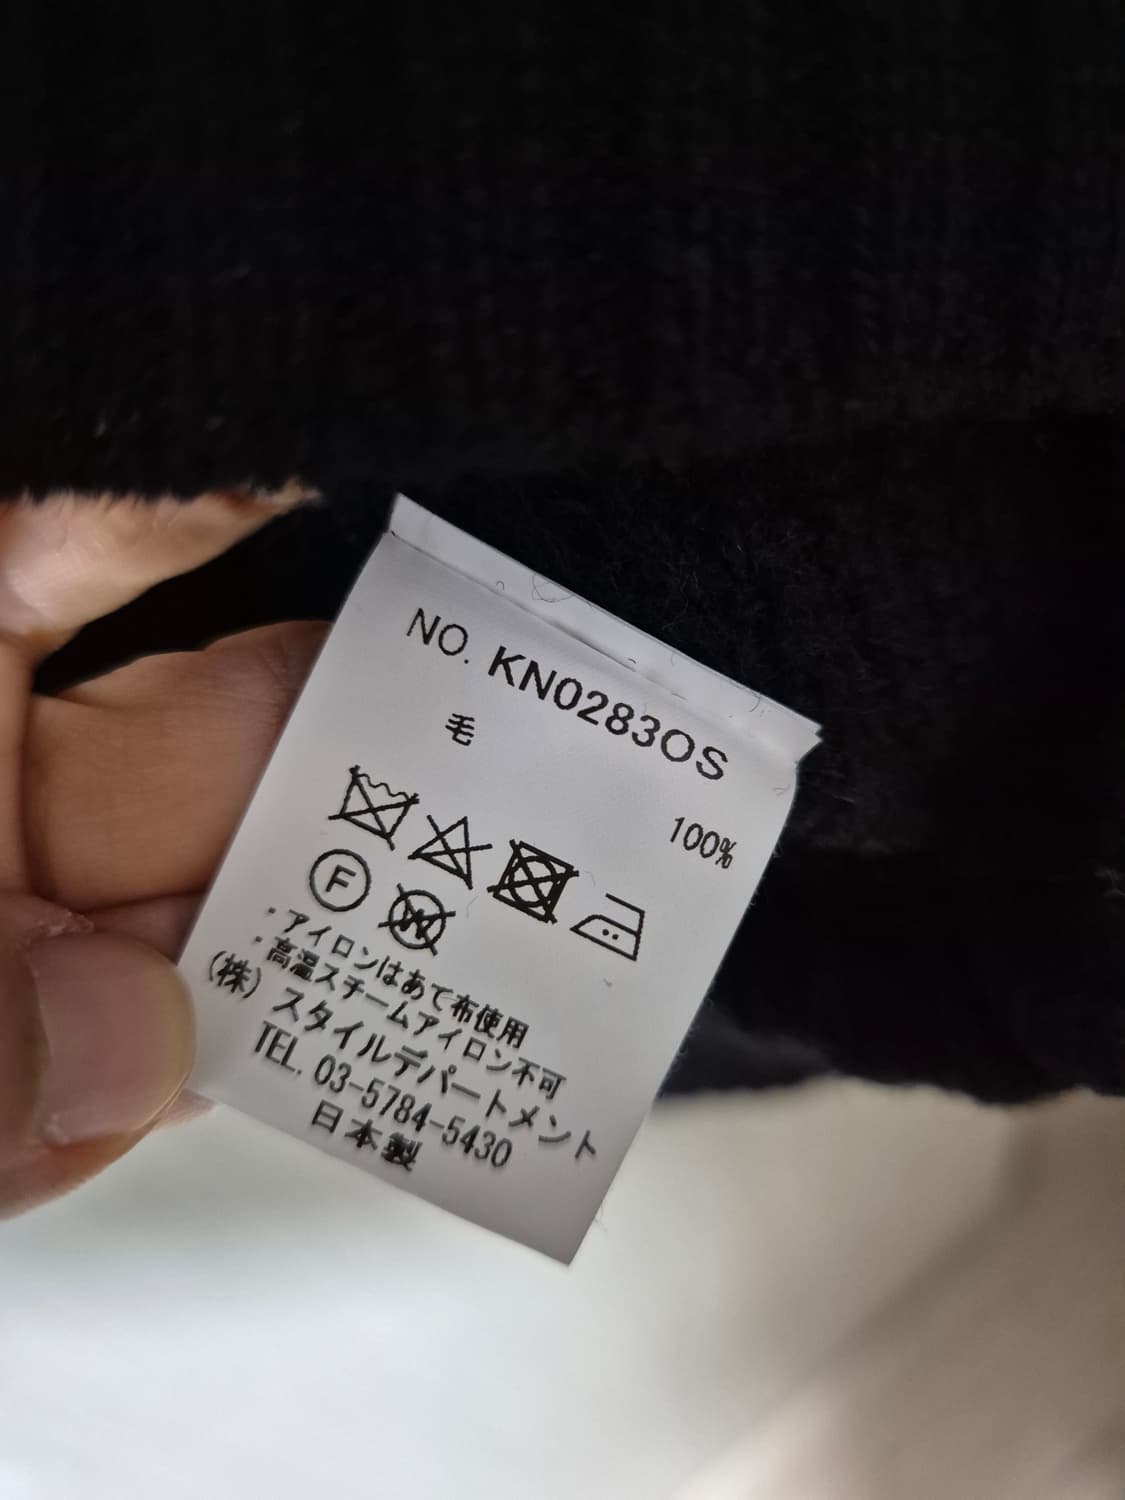 NO. KN0283OS
毛 100%
F W
・アイロンはあて布使用
・高温スチームアイロン不可
(株) スタイルデパートメント
TEL. 03-5784-5430
日本製